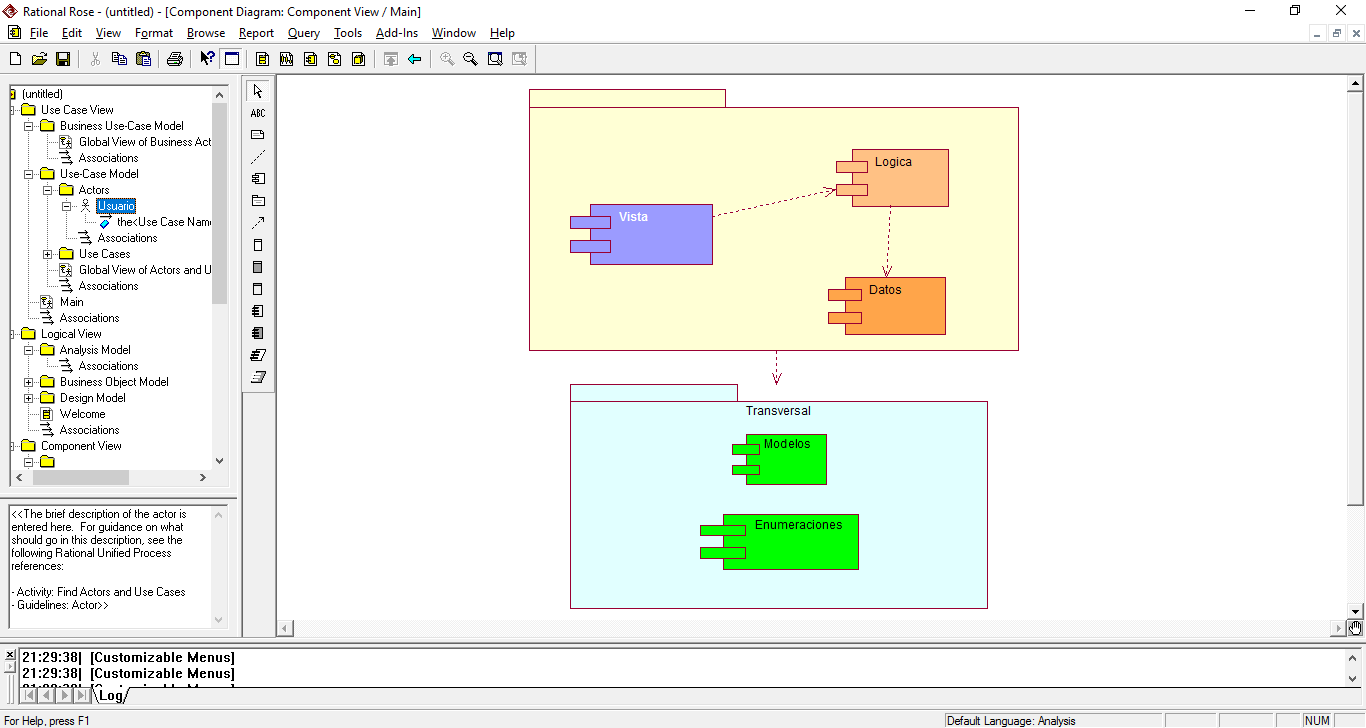 Rational Rose - (untitled) - [Component Diagram: Component View / Main]
File Edit View Format Browse Report Query Tools Add-Ins Window Help
(untitled)
Use Case View
Business Use-Case Model
Global View of Business Act
Associations
Use-Case Model
Actors
Usuario
the<Use Case Nam
Associations
Use Cases
Global View of Actors and U
Associations
Main
Associations
Logical View
Analysis Model
Associations
Business Object Model
Design Model
Welcome
Associations
Component View
ABC
Logica
Vista
Datos
Transversal
Modelos
Enumeraciones
<<The brief description of the actor is
entered here.  For guidance on what
should go in this description, see the
following Rational Unified Process
references:
- Activity: Find Actors and Use Cases
- Guidelines: Actor>>
21:29:38| [Customizable Menus]
21:29:38| [Customizable Menus]
Log
For Help, press F1
Default Language: Analysis
NUM